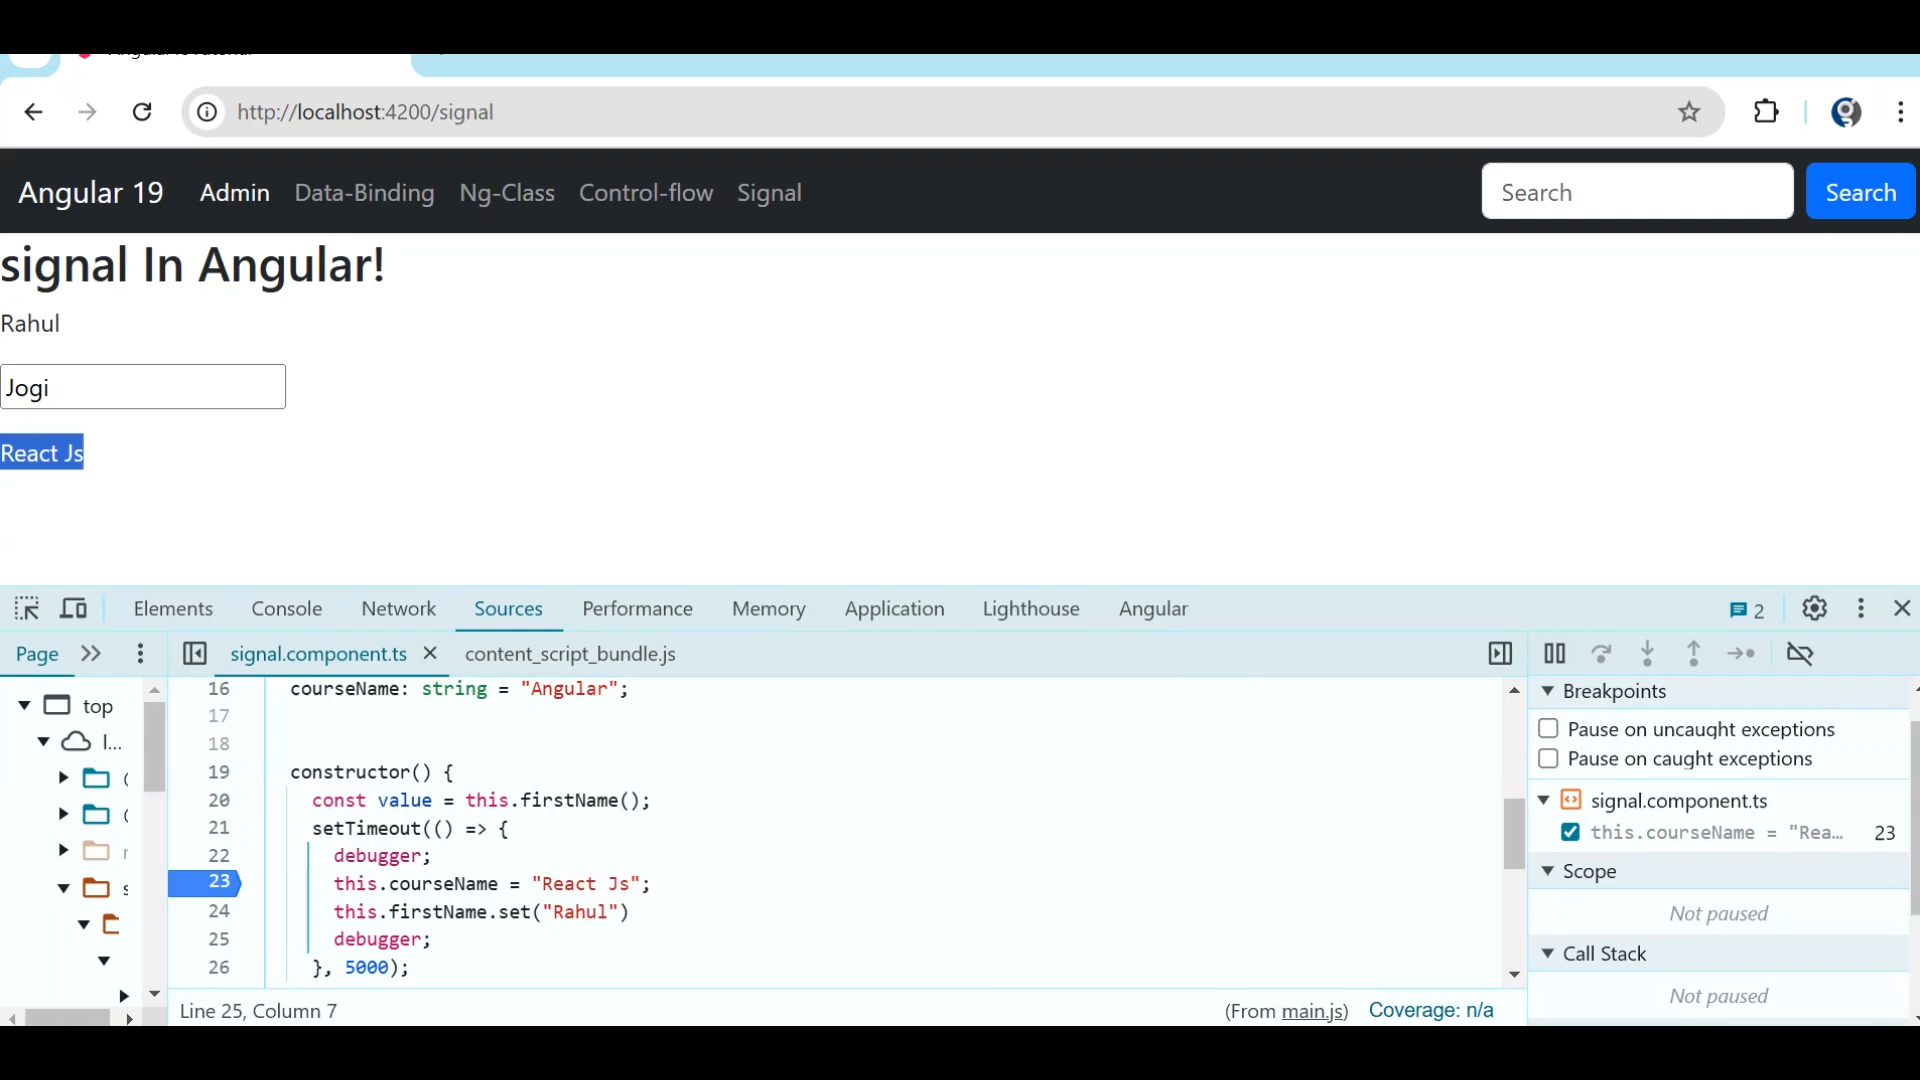 http://localhost:4200/signal
Angular 19 Admin Data-Binding Ng-Class Control-flow Signal Search Search
signal In Angular!
Rahul
Jogi
React Js
Elements Console Network Sources Performance Memory Application Lighthouse Angular 2
Page signal.component.ts content_script_bundle.js
top
l...
16 courseName: string = "Angular";
17
18
19 constructor() {
20 const value = this.firstName();
21 setTimeout(() => {
22 debugger;
23 this.courseName = "React Js";
24 this.firstName.set("Rahul")
25 debugger;
26 }, 5000);
Line 25, Column 7 (From main.js) Coverage: n/a
Breakpoints
Pause on uncaught exceptions
Pause on caught exceptions
signal.component.ts
this.courseName = "Rea... 23
Scope
Not paused
Call Stack
Not paused